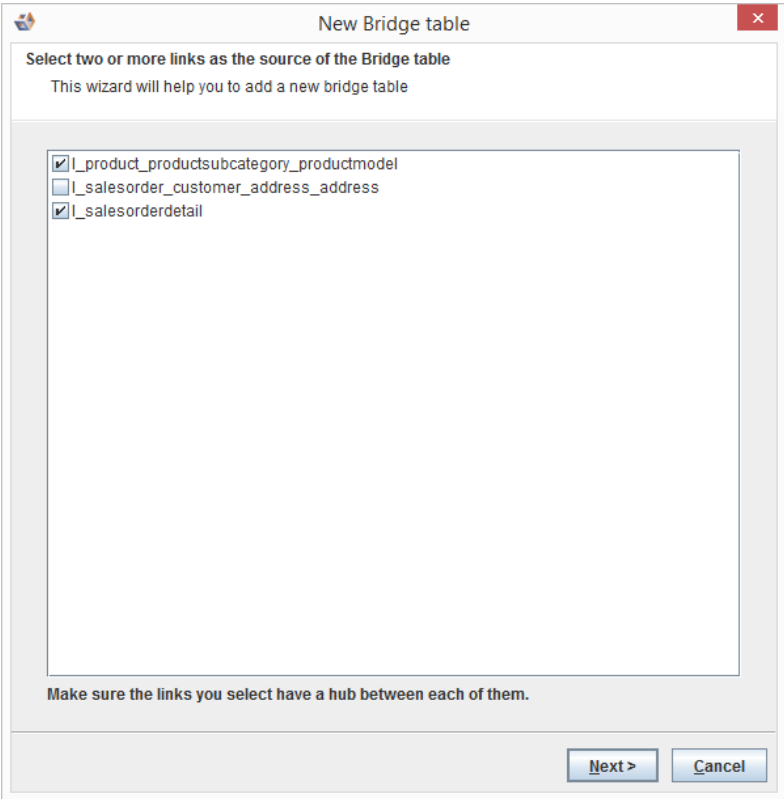 New Bridge table
Select two or more links as the source of the Bridge table
This wizard will help you to add a new bridge table
l_product_productsubcategory_productmodel
l_salesorder_customer_address_address
l_salesorderdetail
Make sure the links you select have a hub between each of them.
Next >
Cancel